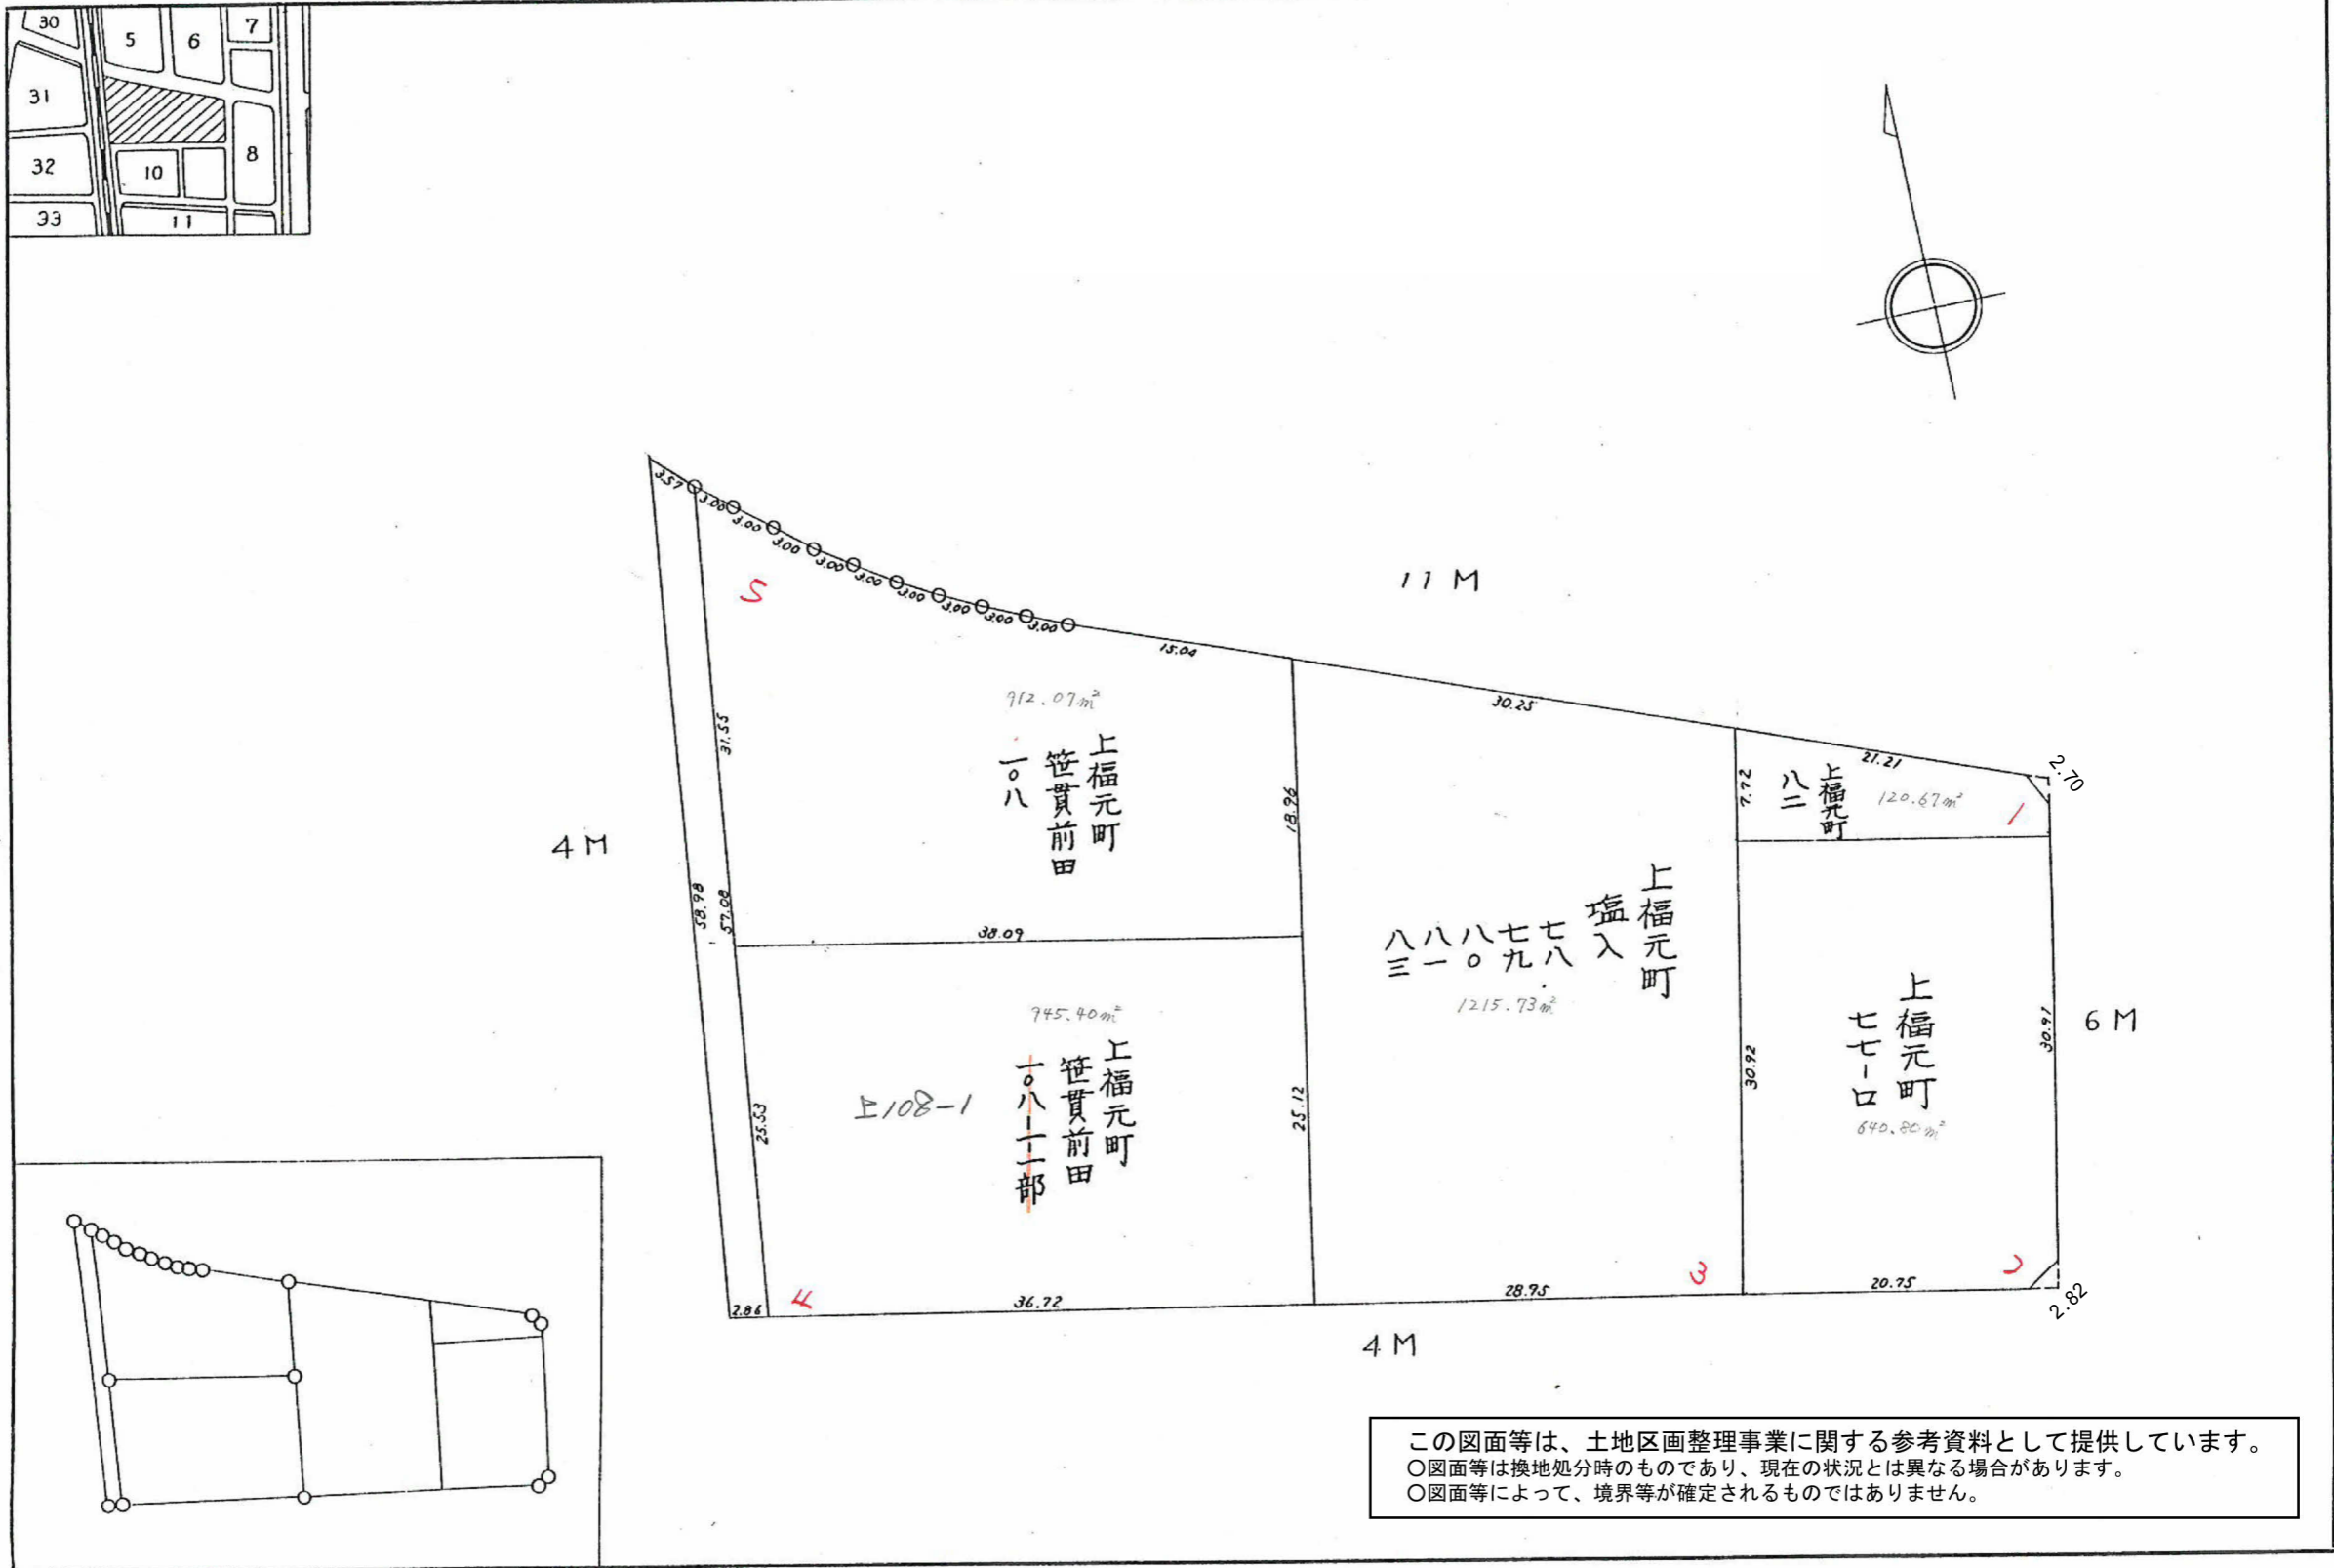 30
5
6
7
31
8
32
10
33
11
11 M
3.57
3.00
3.00
3.00
3.00
3.00
3.00
3.00
3.00
3.00
15.04
30.25
21.21
2.70
5
912.07㎡
上福元町
笹貫前田
一〇八
31.55
18.96
7.72
上福元町
八二
120.67㎡
1
4 M
58.98
57.08
38.09
上福元町
塩入
七八
七九
八〇
八一
八三
1215.73㎡
945.40㎡
上福元町
笹貫前田
一〇八-一-一部
上108-1
25.53
25.12
30.92
上福元町
七七-口
640.80㎡
30.97
6 M
2.86
4
36.72
28.95
3
20.75
2
2.82
4 M
この図面等は、土地区画整理事業に関する参考資料として提供しています。
〇図面等は換地処分時のものであり、現在の状況とは異なる場合があります。
〇図面等によって、境界等が確定されるものではありません。